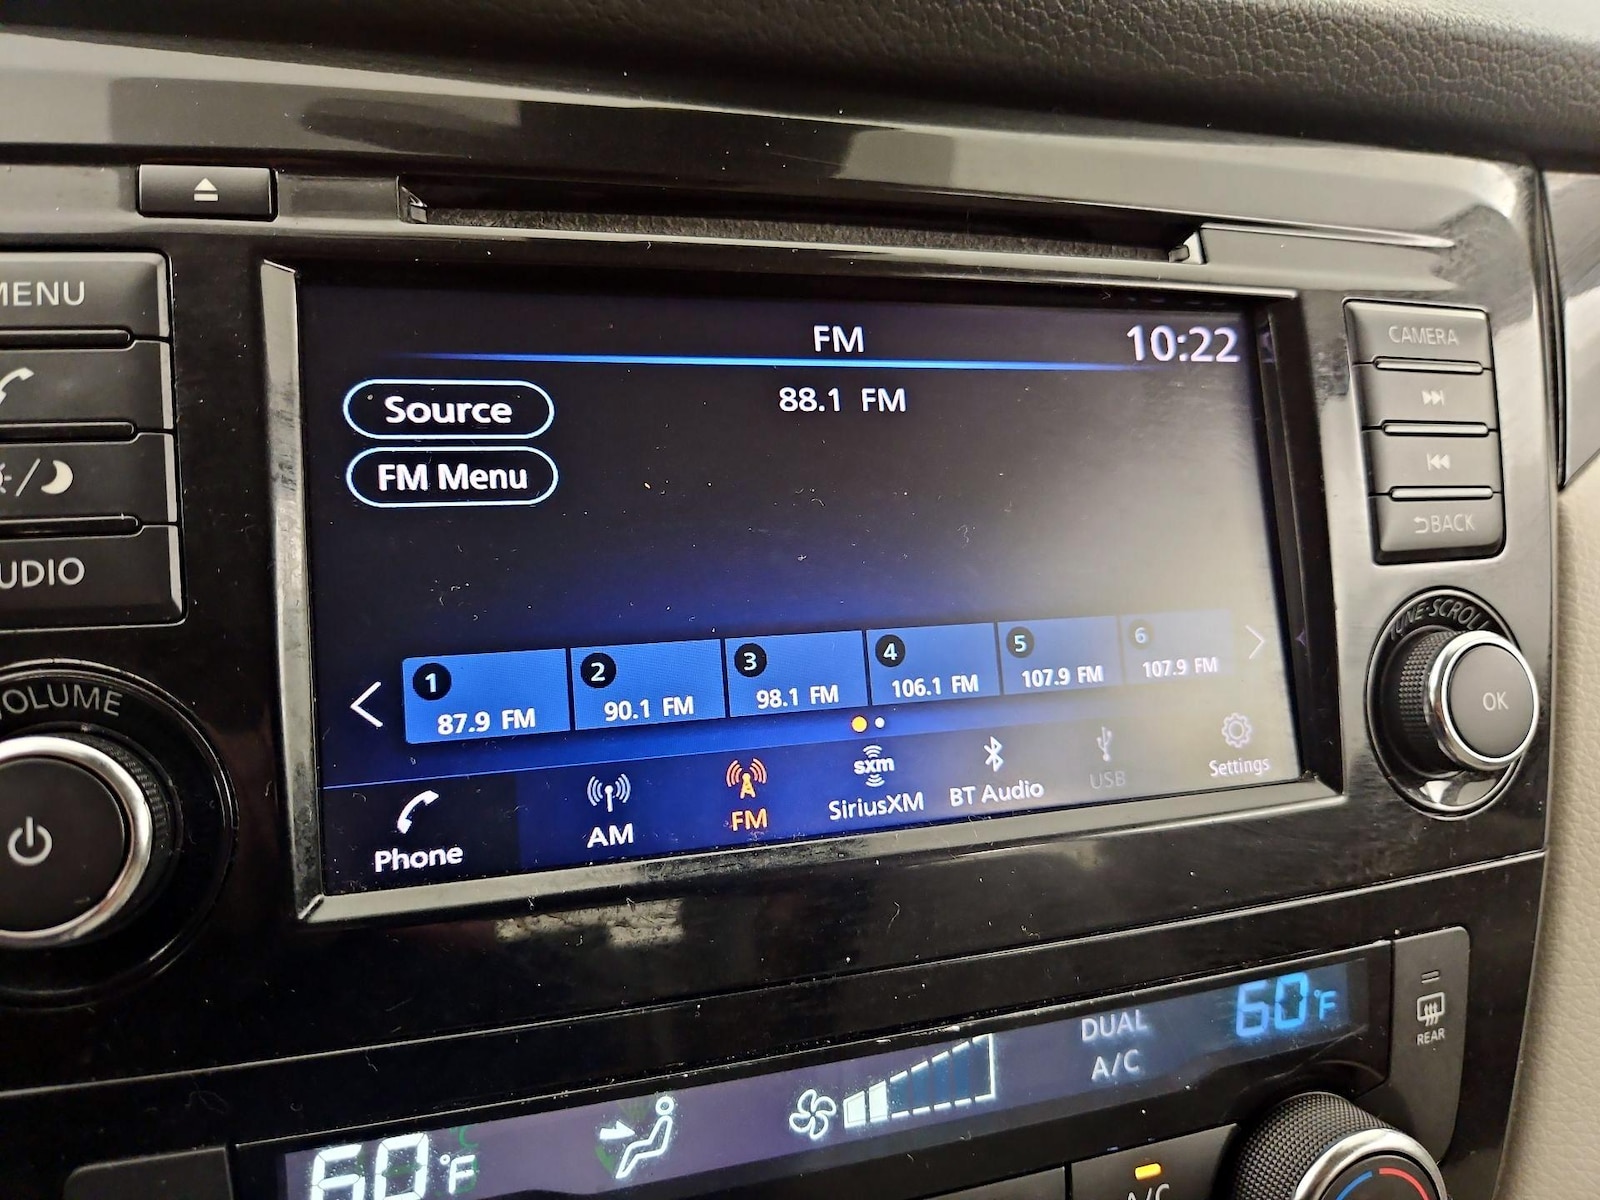 MENU
UDIO
VOLUME
FM
10:22
Source
88.1 FM
FM Menu
1
87.9 FM
2
90.1 FM
3
98.1 FM
4
106.1 FM
5
107.9 FM
6
107.9 FM
Phone
AM
FM
sxm
SiriusXM
BT Audio
USB
Settings
CAMERA
BACK
TUNE·SCROLL
OK
60°F
DUAL
A/C
60°F
REAR
A/C